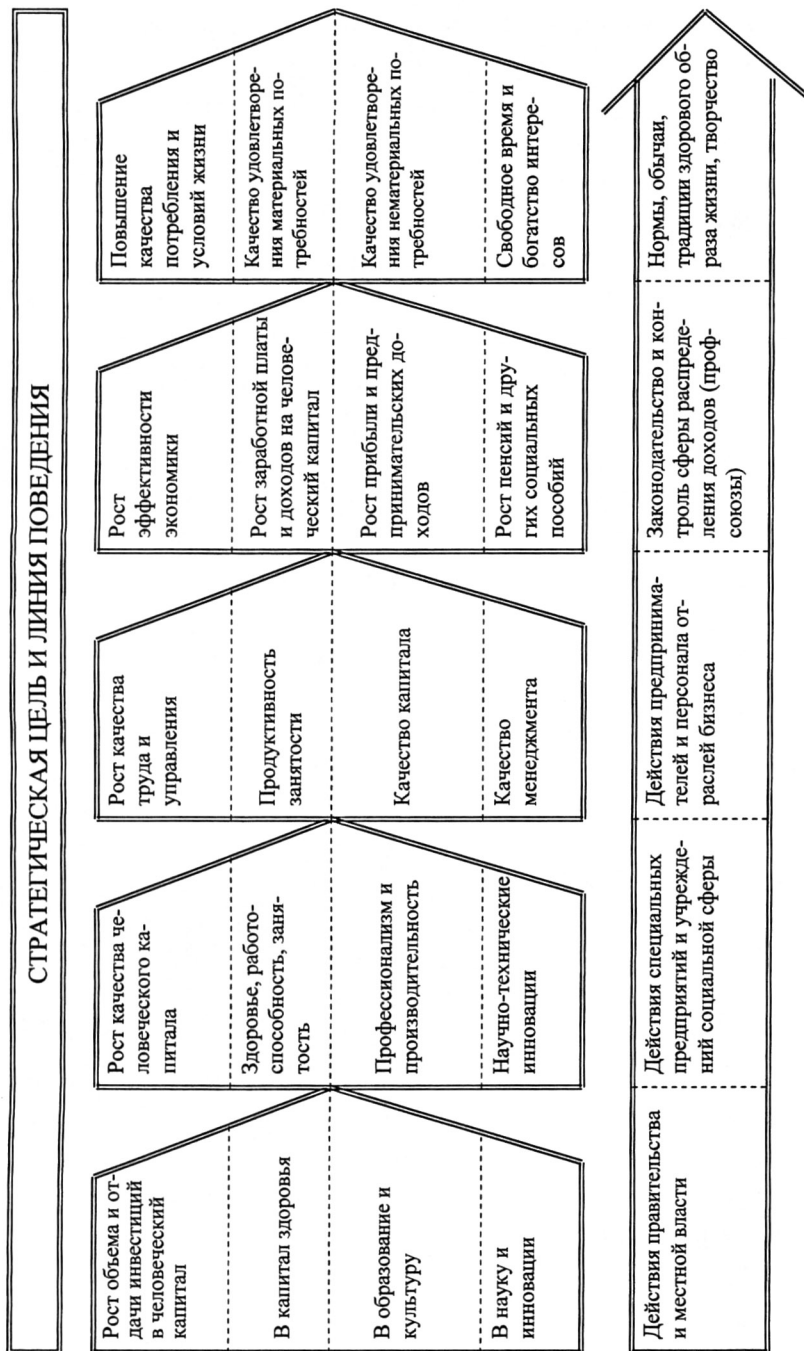 СТРАТЕГИЧЕСКАЯ ЦЕЛЬ И ЛИНИЯ ПОВЕДЕНИЯ
Рост объема и от-
дачи инвестиций
в человеческий
капитал
В капитал здоровья
В образование и
культуру
В науку и
инновации
Рост качества че-
ловеческого ка-
питала
Здоровье, работо-
способность, заня-
тость
Профессионализм и
производительность
Научно-технические
инновации
Рост качества
труда и
управления
Продуктивность
занятости
Качество капитала
Качество
менеджмента
Рост
эффективности
экономики
Рост заработной платы
и доходов на челове-
ческий капитал
Рост прибыли и пред-
принимательских до-
ходов
Рост пенсий и дру-
гих социальных
пособий
Повышение
качества
потребления и
условий жизни
Качество удовлетворе-
ния материальных по-
требностей
Качество удовлетворе-
ния нематериальных по-
требностей
Свободное время и
богатство интере-
сов
Действия правительства
и местной власти
Действия специальных
предприятий и учрежде-
ний социальной сферы
Действия предпринима-
телей и персонала от-
раслей бизнеса
Законодательство и кон-
троль сферы распреде-
ления доходов (проф-
союзы)
Нормы, обычаи,
традиции здорового об-
раза жизни, творчество